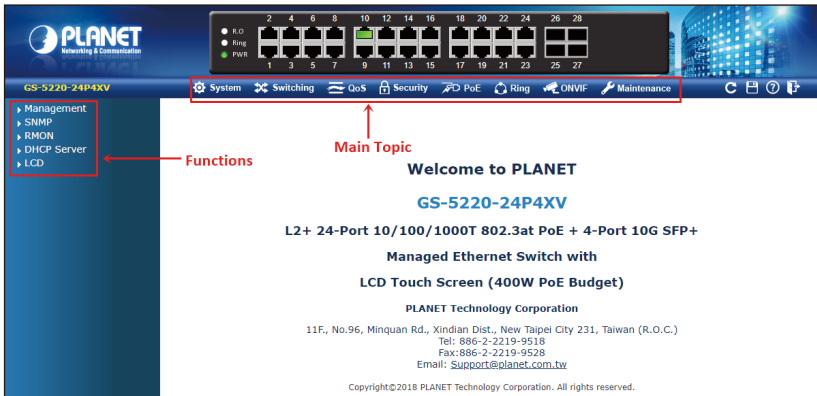 PLANET
Networking & Communication
2 4 6 8 10 12 14 16 18 20 22 24 26 28
R.O
Ring
PWR
1 3 5 7 9 11 13 15 17 19 21 23 25 27
GS-5220-24P4XV
System Switching QoS Security PoE Ring ONVIF Maintenance
Management
SNMP
RMON
DHCP Server
LCD
Functions
Main Topic
Welcome to PLANET
GS-5220-24P4XV
L2+ 24-Port 10/100/1000T 802.3at PoE + 4-Port 10G SFP+
Managed Ethernet Switch with
LCD Touch Screen (400W PoE Budget)
PLANET Technology Corporation
11F., No.96, Minquan Rd., Xindian Dist., New Taipei City 231, Taiwan (R.O.C.)
Tel: 886-2-2219-9518
Fax:886-2-2219-9528
Email: Support@planet.com.tw
Copyright©2018 PLANET Technology Corporation. All rights reserved.